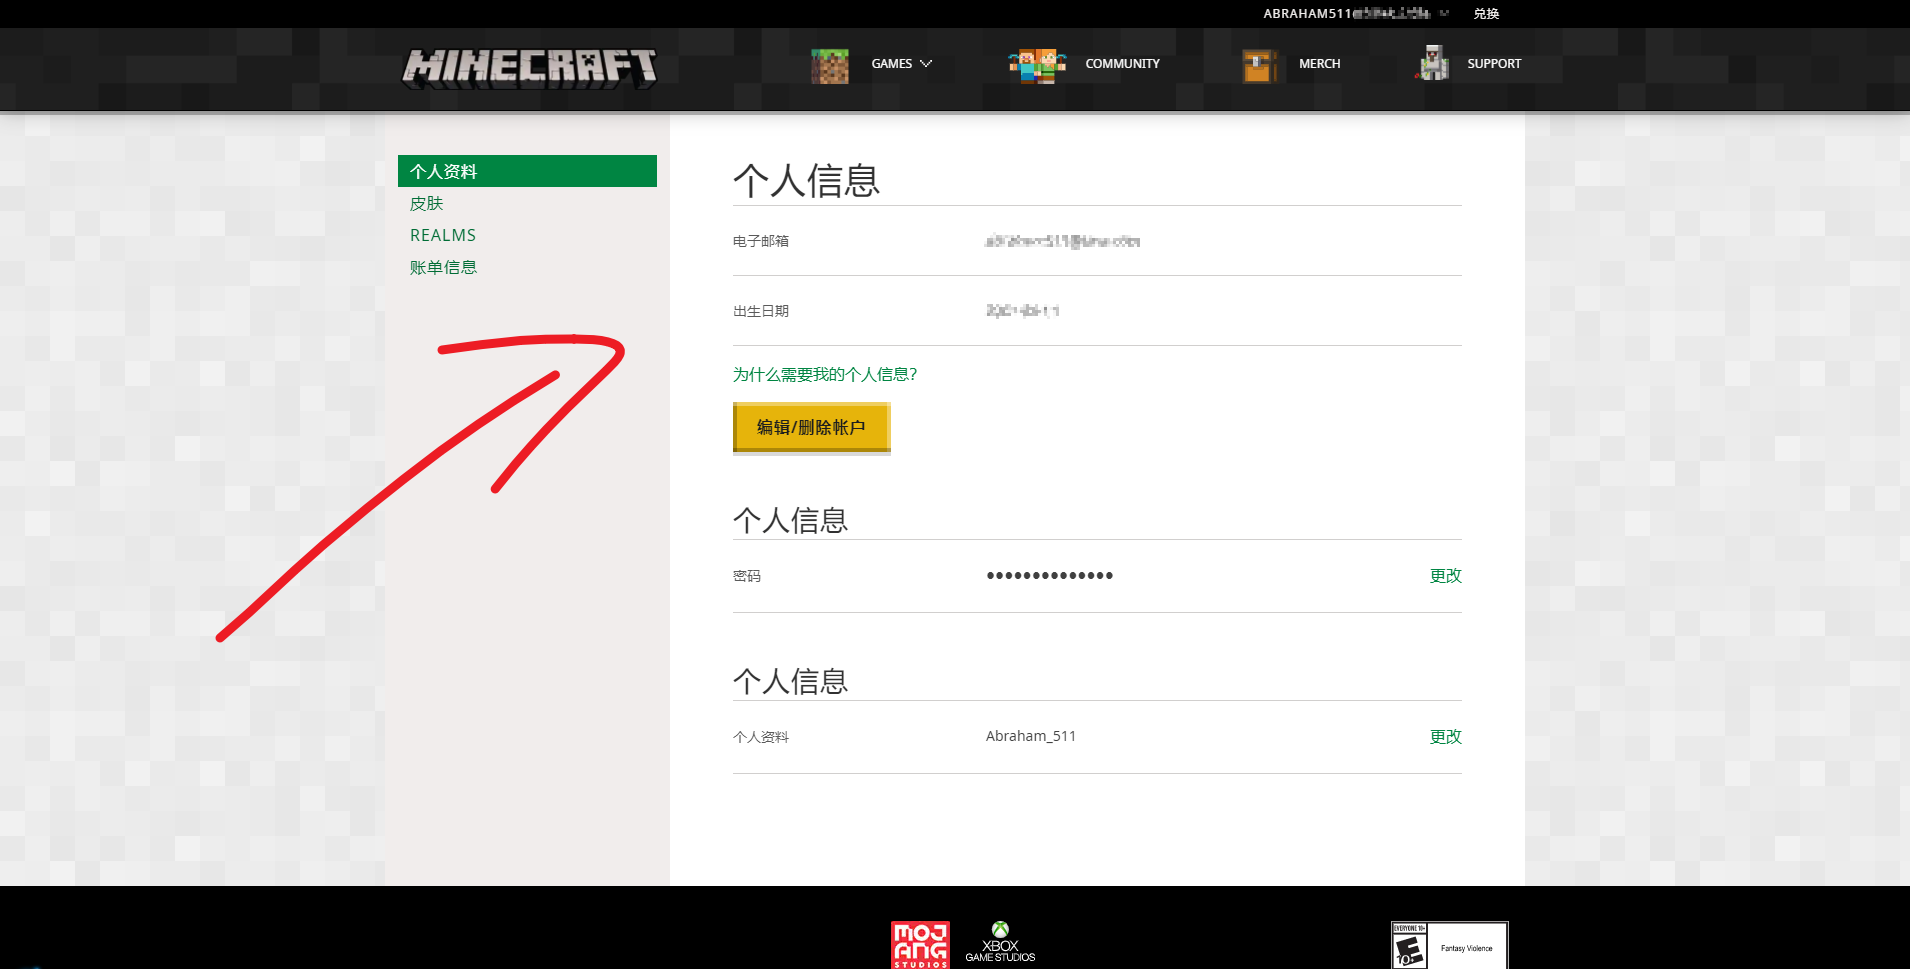 ABRAHAM511 兑换
MINECRAFT GAMES COMMUNITY MERCH SUPPORT
个人资料
皮肤
REALMS
账单信息
个人信息
电子邮箱
出生日期
为什么需要我的个人信息?
编辑/删除帐户
个人信息
密码 •••••••••••••• 更改
个人信息
个人资料 Abraham_511 更改
MOJANG STUDIOS
XBOX
GAME STUDIOS
EVERYONE 10+
E 10+
Fantasy Violence